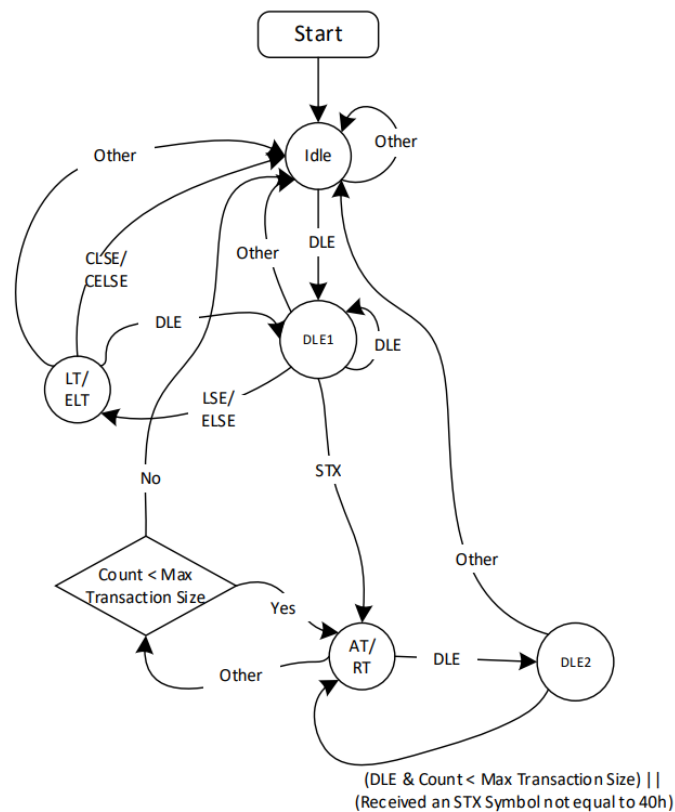 Start
Other
Idle
Other
DLE
Other
CLSE/
CELSE
DLE
DLE1
DLE
LT/
ELT
LSE/
ELSE
STX
No
Count < Max
Transaction Size
Yes
Other
Other
AT/
RT
DLE
DLE2
(DLE & Count < Max Transaction Size) ||
(Received an STX Symbol not equal to 40h)